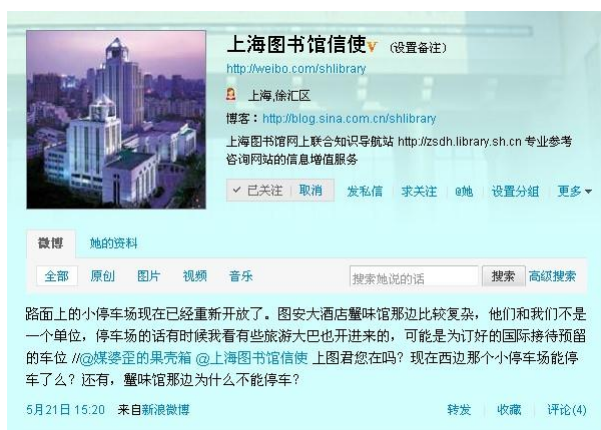 上海图书馆信使 (设置备注)
http://weibo.com/shlibrary
上海,徐汇区
博客：http://blog.sina.com.cn/shlibrary
上海图书馆网上联合知识导航站 http://zsdh.library.sh.cn 专业参考
咨询网站的信息增值服务
✓ 已关注 | 取消 发私信 求关注 @她 设置分组 更多
微博 她的资料
全部 原创 图片 视频 音乐 搜索她说的话 搜索 高级搜索
路面上的小停车场现在已经重新开放了。图安大酒店蟹味馆那边比较复杂，他们和我们不是
一个单位，停车场的话有时候我看有些旅游大巴也开进来的，可能是为订好的国际接待预留
的车位 //@媒婆歪的果壳箱 @上海图书馆信使 上图君您在吗？现在西边那个小停车场能停
车了么？还有，蟹味馆那边为什么不能停车？
5月21日 15:20 来自新浪微博 转发 | 收藏 | 评论(4)